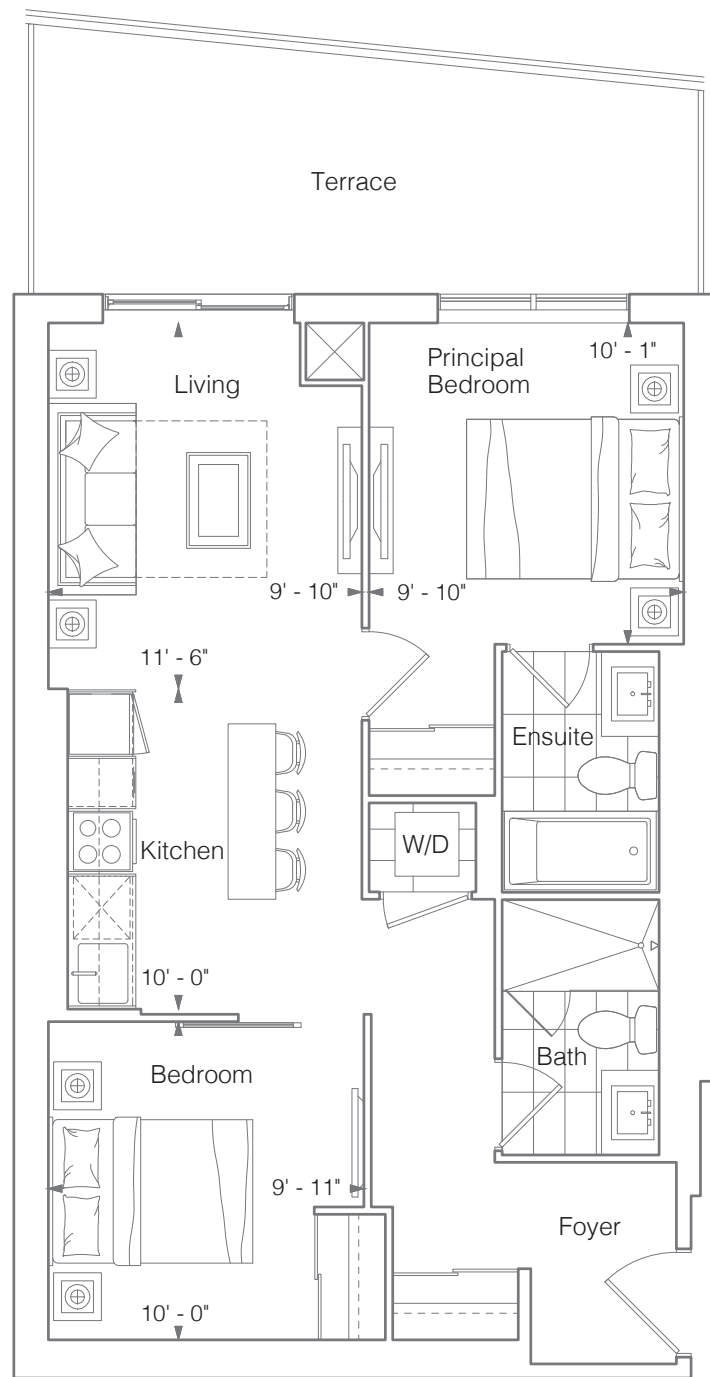 Terrace
Living
Principal
Bedroom
10' - 1"
9' - 10"
9' - 10"
11' - 6"
Ensuite
Kitchen
W/D
10' - 0"
Bath
Bedroom
9' - 11"
Foyer
10' - 0"